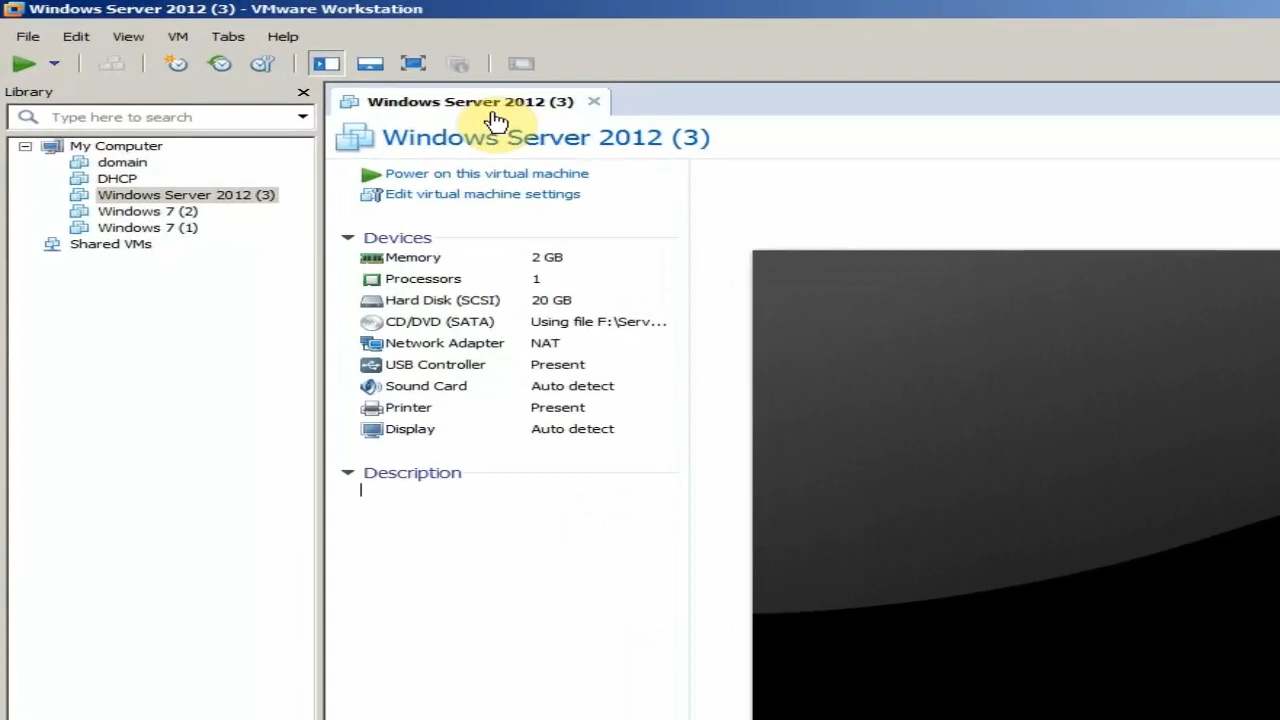 Windows Server 2012 (3) - VMware Workstation
File Edit View VM Tabs Help
Library
Type here to search
My Computer
domain
DHCP
Windows Server 2012 (3)
Windows 7 (2)
Windows 7 (1)
Shared VMs
Windows Server 2012 (3)
Windows Server 2012 (3)
Power on this virtual machine
Edit virtual machine settings
Devices
Memory 2 GB
Processors 1
Hard Disk (SCSI) 20 GB
CD/DVD (SATA) Using file F:\Serv...
Network Adapter NAT
USB Controller Present
Sound Card Auto detect
Printer Present
Display Auto detect
Description